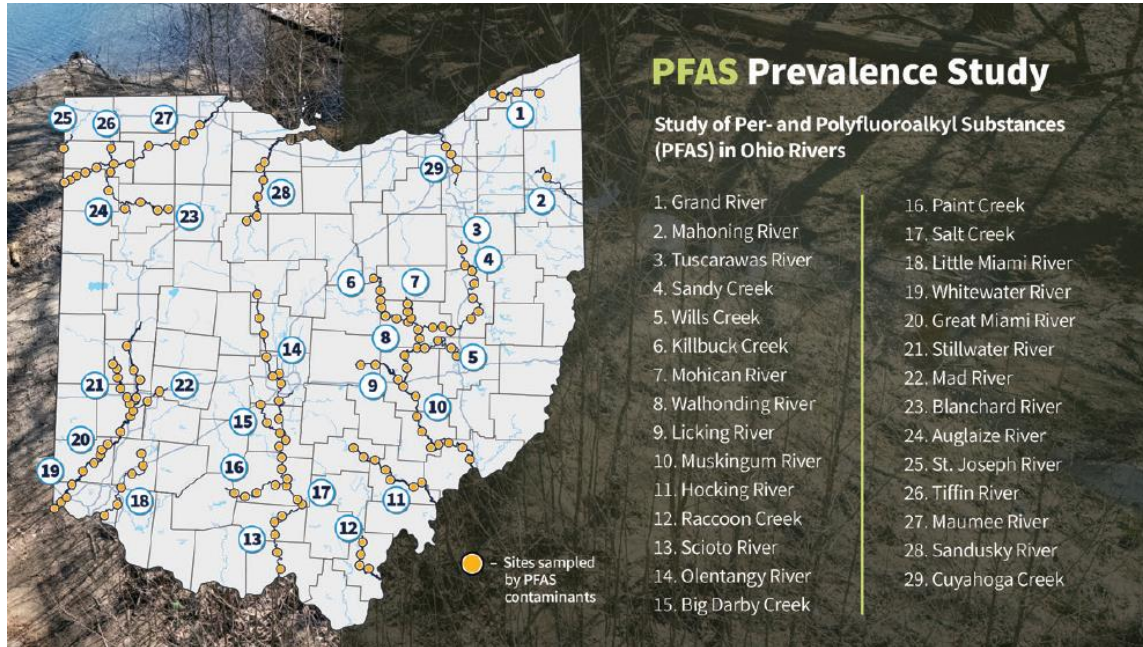 PFAS Prevalence Study
Study of Per- and Polyfluoroalkyl Substances
(PFAS) in Ohio Rivers
1. Grand River
2. Mahoning River
3. Tuscarawas River
4. Sandy Creek
5. Wills Creek
6. Killbuck Creek
7. Mohican River
8. Walhonding River
9. Licking River
10. Muskingum River
11. Hocking River
12. Raccoon Creek
13. Scioto River
14. Olentangy River
15. Big Darby Creek
16. Paint Creek
17. Salt Creek
18. Little Miami River
19. Whitewater River
20. Great Miami River
21. Stillwater River
22. Mad River
23. Blanchard River
24. Auglaize River
25. St. Joseph River
26. Tiffin River
27. Maumee River
28. Sandusky River
29. Cuyahoga Creek
25
26
27
1
29
28
2
24
23
3
4
6
7
8
14
5
21
22
9
15
10
20
16
19
18
17
11
12
13
– Sites sampled
by PFAS
contaminants